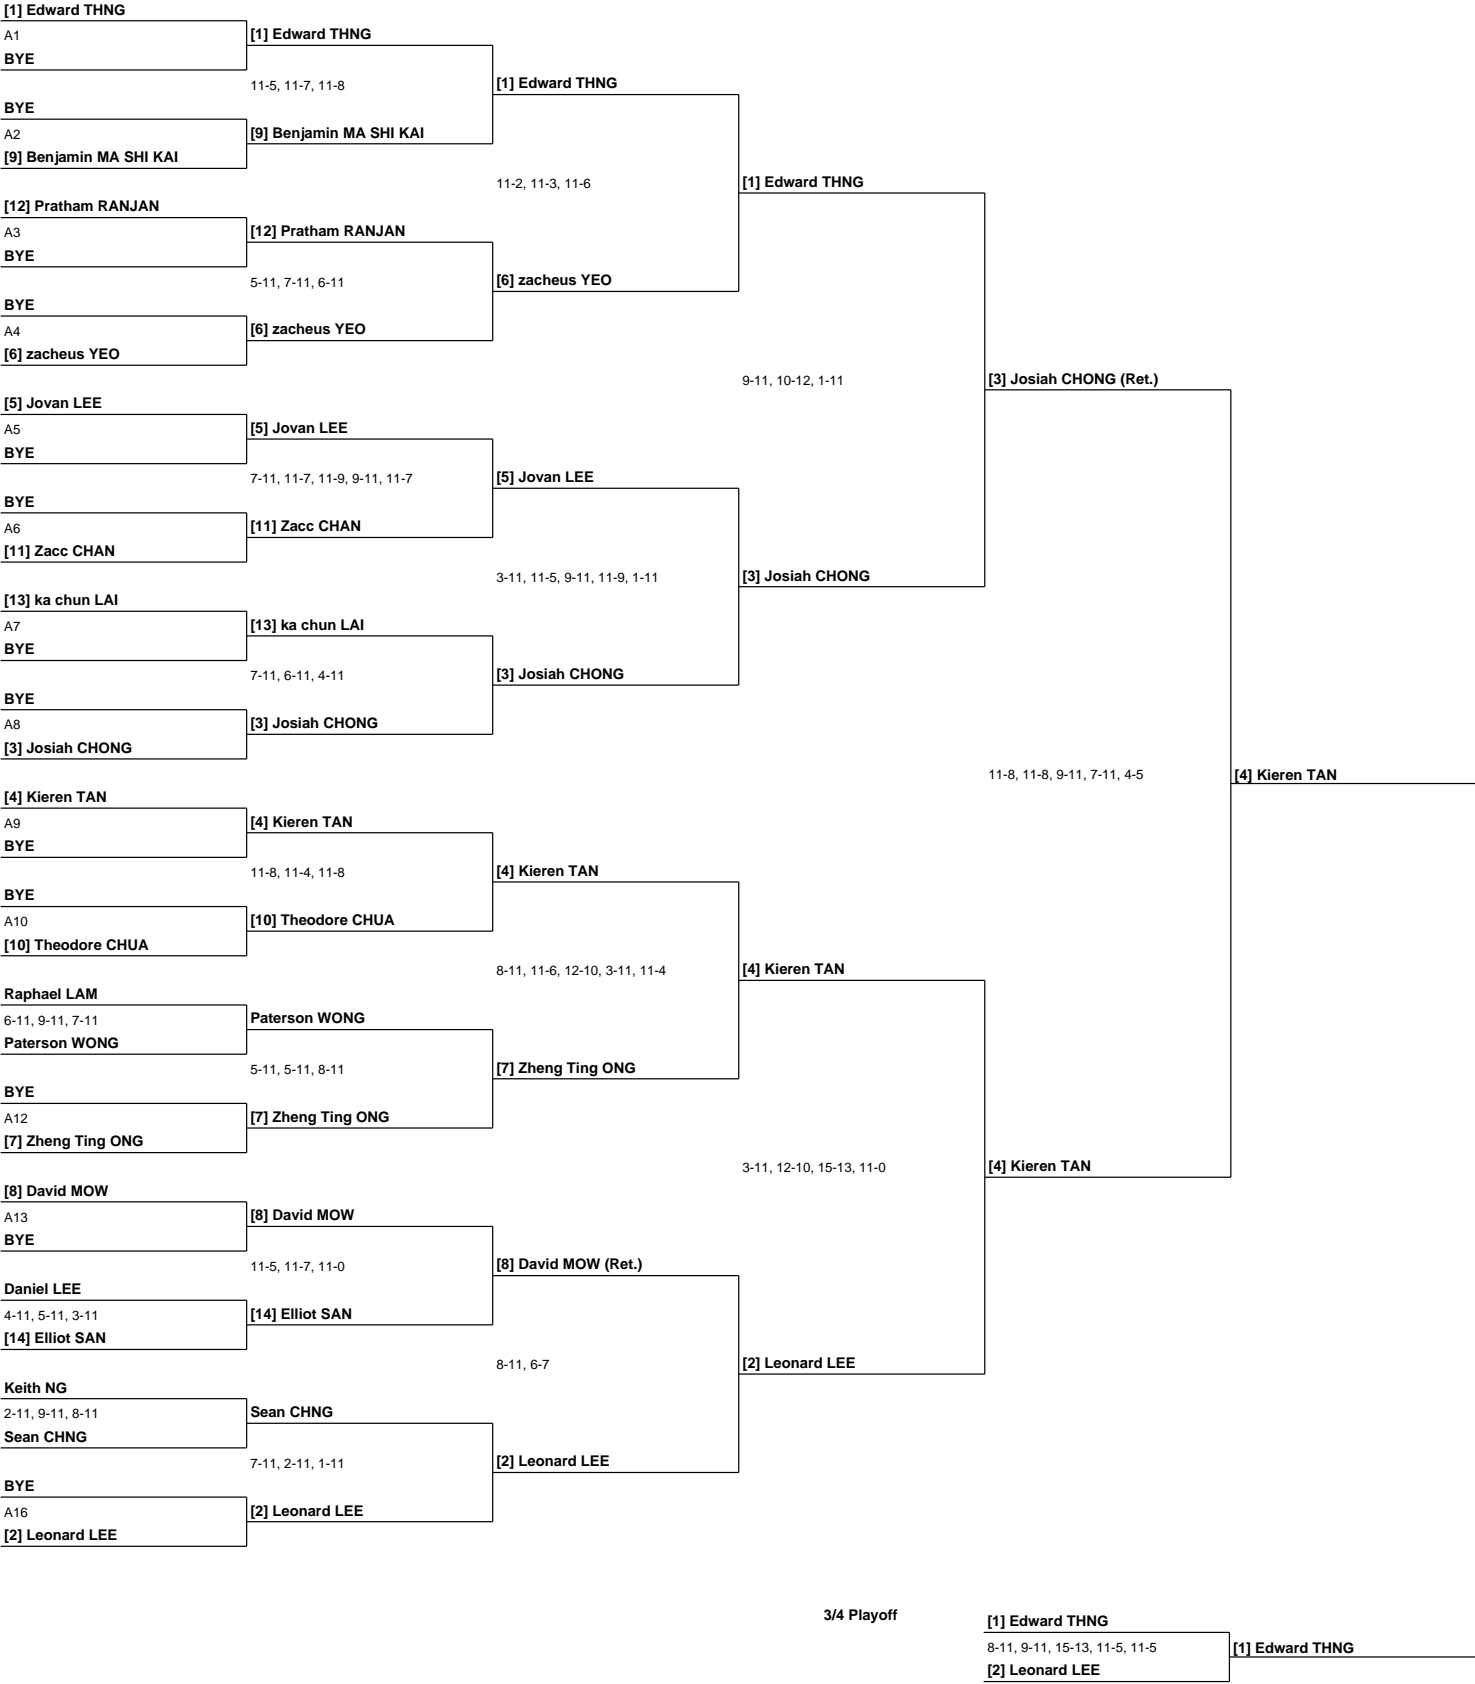 [1] Edward THNG
A1
BYE
BYE
A2
[9] Benjamin MA SHI KAI
[12] Pratham RANJAN
A3
BYE
BYE
A4
[6] zacheus YEO
[5] Jovan LEE
A5
BYE
BYE
A6
[11] Zacc CHAN
[13] ka chun LAI
A7
BYE
BYE
A8
[3] Josiah CHONG
[4] Kieren TAN
A9
BYE
BYE
A10
[10] Theodore CHUA
Raphael LAM
6-11, 9-11, 7-11
Paterson WONG
BYE
A12
[7] Zheng Ting ONG
[8] David MOW
A13
BYE
Daniel LEE
4-11, 5-11, 3-11
[14] Elliot SAN
Keith NG
2-11, 9-11, 8-11
Sean CHNG
BYE
A16
[2] Leonard LEE
[1] Edward THNG
11-5, 11-7, 11-8
[9] Benjamin MA SHI KAI
[12] Pratham RANJAN
5-11, 7-11, 6-11
[6] zacheus YEO
[5] Jovan LEE
7-11, 11-7, 11-9, 9-11, 11-7
[11] Zacc CHAN
[13] ka chun LAI
7-11, 6-11, 4-11
[3] Josiah CHONG
[4] Kieren TAN
11-8, 11-4, 11-8
[10] Theodore CHUA
Paterson WONG
5-11, 5-11, 8-11
[7] Zheng Ting ONG
[8] David MOW
11-5, 11-7, 11-0
[14] Elliot SAN
Sean CHNG
7-11, 2-11, 1-11
[2] Leonard LEE
[1] Edward THNG
11-2, 11-3, 11-6
[6] zacheus YEO
[5] Jovan LEE
3-11, 11-5, 9-11, 11-9, 1-11
[3] Josiah CHONG
[4] Kieren TAN
8-11, 11-6, 12-10, 3-11, 11-4
[7] Zheng Ting ONG
[8] David MOW (Ret.)
8-11, 6-7
[2] Leonard LEE
[1] Edward THNG
9-11, 10-12, 1-11
[3] Josiah CHONG
[4] Kieren TAN
3-11, 12-10, 15-13, 11-0
[2] Leonard LEE
[3] Josiah CHONG (Ret.)
11-8, 11-8, 9-11, 7-11, 4-5
[4] Kieren TAN
[4] Kieren TAN
3/4 Playoff
[1] Edward THNG
8-11, 9-11, 15-13, 11-5, 11-5
[2] Leonard LEE
[1] Edward THNG